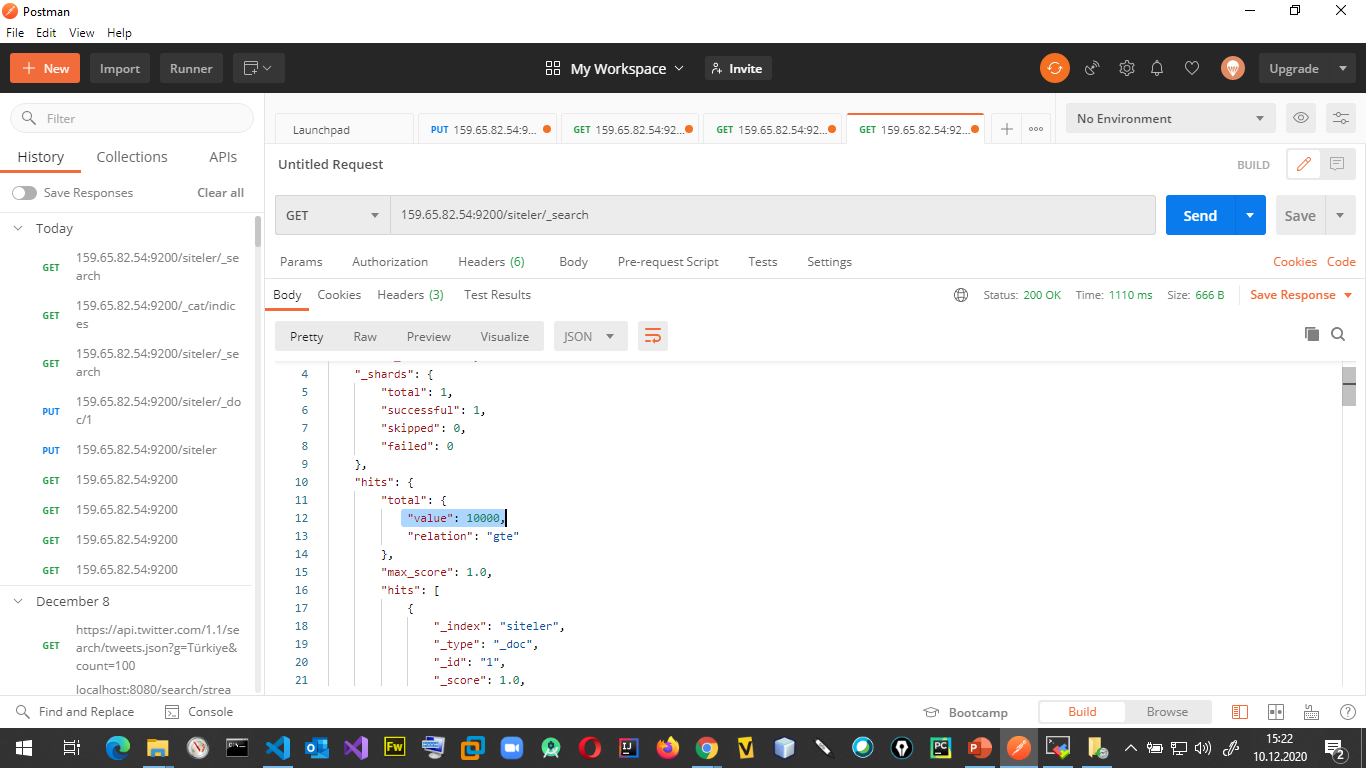 Postman
File Edit View Help
New Import Runner My Workspace Invite Upgrade
Filter
History Collections APIs
Save Responses Clear all
Today
GET 159.65.82.54:9200/siteler/_se
arch
GET 159.65.82.54:9200/_cat/indic
es
GET 159.65.82.54:9200/siteler/_se
arch
PUT 159.65.82.54:9200/siteler/_do
c/1
PUT 159.65.82.54:9200/siteler
GET 159.65.82.54:9200
GET 159.65.82.54:9200
GET 159.65.82.54:9200
GET 159.65.82.54:9200
December 8
GET https://api.twitter.com/1.1/se
arch/tweets.json?g=Türkiye&
count=100
localhost:8080/search/strea
Launchpad PUT 159.65.82.54:9... GET 159.65.82.54:92... GET 159.65.82.54:92... GET 159.65.82.54:92... No Environment
Untitled Request BUILD
GET 159.65.82.54:9200/siteler/_search Send Save
Params Authorization Headers (6) Body Pre-request Script Tests Settings Cookies Code
Body Cookies Headers (3) Test Results Status: 200 OK Time: 1110 ms Size: 666 B Save Response
Pretty Raw Preview Visualize JSON
4 "_shards": {
5 "total": 1,
6 "successful": 1,
7 "skipped": 0,
8 "failed": 0
9 },
10 "hits": {
11 "total": {
12 "value": 10000,
13 "relation": "gte"
14 },
15 "max_score": 1.0,
16 "hits": [
17 {
18 "_index": "siteler",
19 "_type": "_doc",
20 "_id": "1",
21 "_score": 1.0,
Find and Replace Console Bootcamp Build Browse
15:22
10.12.2020
2